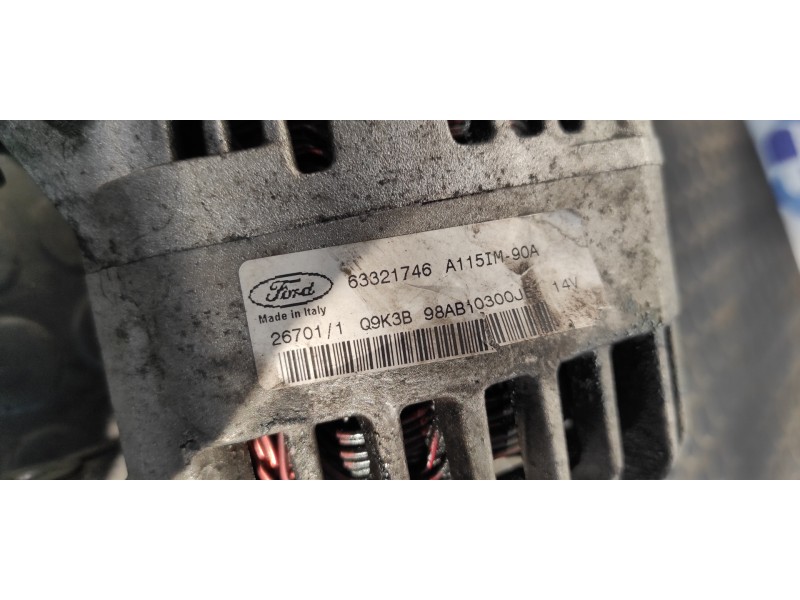 Ford 63321746 A115IM-90A
Made in Italy
26701/1 Q9K3B 98AB10300J 14V